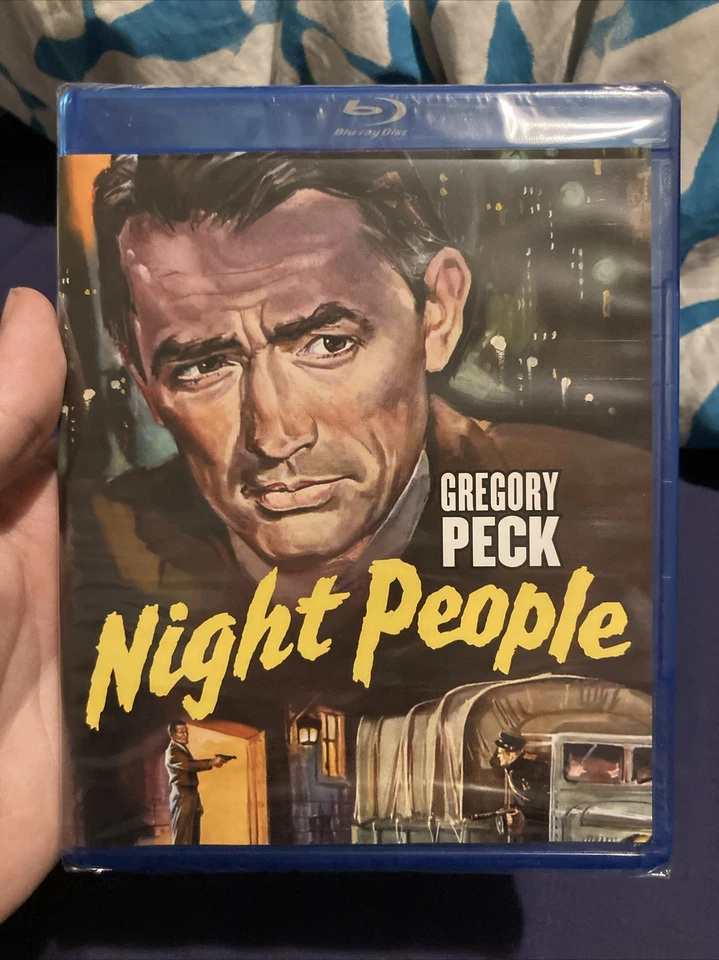 Blu-ray Disc
GREGORY
PECK
Night People